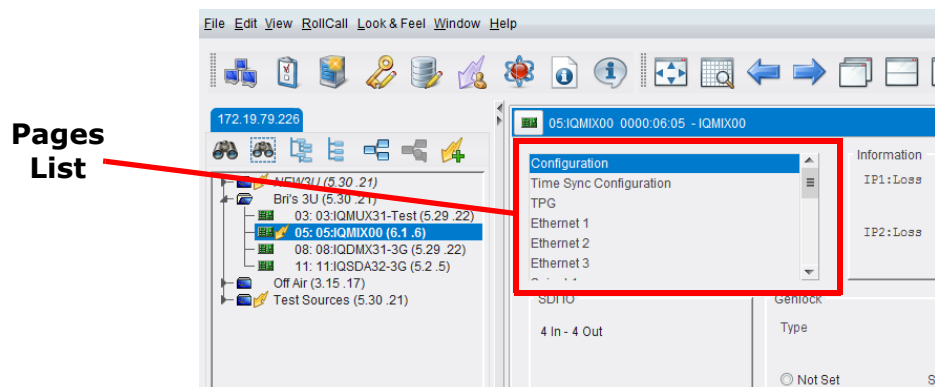 File Edit View RollCall Look & Feel Window Help
172.19.79.226
Pages
List
NEW3U (5.30 .21)
Bri's 3U (5.30 .21)
03: 03:IQMUX31-Test (5.29 .22)
05: 05:IQMIX00 (6.1 .6)
08: 08:IQDMX31-3G (5.29 .22)
11: 11:IQSDA32-3G (5.2 .5)
Off Air (3.15 .17)
Test Sources (5.30 .21)
05:IQMIX00 0000:06:05 - IQMIX00
Configuration
Time Sync Configuration
TPG
Ethernet 1
Ethernet 2
Ethernet 3
Information
IP1:Loss
IP2:Loss
SDI IO
4 In - 4 Out
Genlock
Type
Not Set